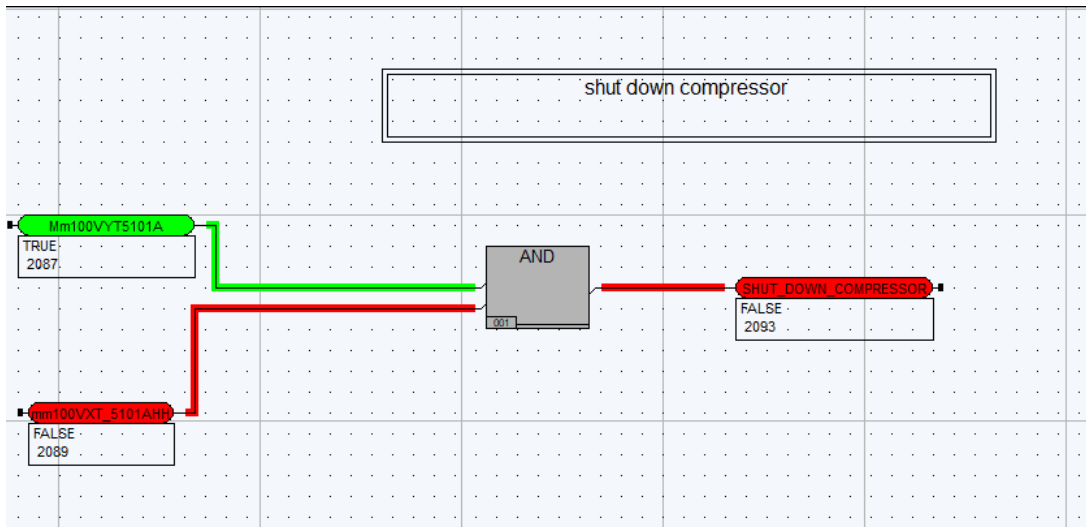 shut down compressor
Mm100VYT5101A
TRUE
2087
AND
001
SHUT_DOWN_COMPRESSOR
FALSE
2093
mm100VXT_5101AHH
FALSE
2089